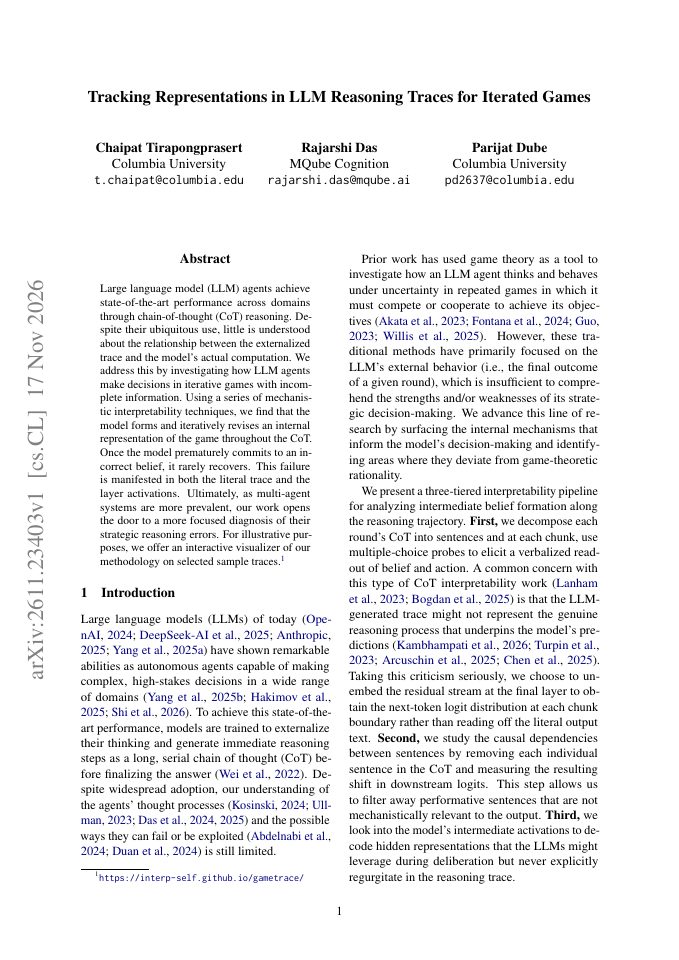 Tracking Representations in LLM Reasoning Traces for Iterated Games
Chaipat Tirapongprasert
Columbia University
t.chaipat@columbia.edu
Rajarshi Das
MQube Cognition
rajarshi.das@mqube.ai
Parijat Dube
Columbia University
pd2637@columbia.edu
arXiv:2611.23403v1 [cs.CL] 17 Nov 2026
Abstract
Large language model (LLM) agents achieve
state-of-the-art performance across domains
through chain-of-thought (CoT) reasoning. De-
spite their ubiquitous use, little is understood
about the relationship between the externalized
trace and the model's actual computation. We
address this by investigating how LLM agents
make decisions in iterative games with incom-
plete information. Using a series of mecha-
nistic interpretability techniques, we find that the
model forms and iteratively revises an internal
representation of the game throughout the CoT.
Once the model prematurely commits to an in-
correct belief, it rarely recovers. This failure
is manifested in both the literal trace and the
layer activations. Ultimately, as multi-agent
systems are more prevalent, our work opens
the door to a more focused diagnosis of their
strategic reasoning errors. For illustrative pur-
poses, we offer an interactive visualizer of our
methodology on selected sample traces.1
1 Introduction
Large language models (LLMs) of today (Ope-
nAI, 2024; DeepSeek-AI et al., 2025; Anthropic,
2025; Yang et al., 2025a) have shown remarkable
abilities as autonomous agents capable of making
complex, high-stakes decisions in a wide range
of domains (Yang et al., 2025b; Hakimov et al.,
2025; Shi et al., 2026). To achieve this state-of-the-
art performance, models are trained to externalize
their thinking and generate immediate reasoning
steps as a long, serial chain of thought (CoT) be-
fore finalizing the answer (Wei et al., 2022). De-
spite widespread adoption, our understanding of
the agents' thought processes (Kosinski, 2024; Ull-
man, 2023; Das et al., 2024, 2025) and the possible
ways they can fail or be exploited (Abdelnabi et al.,
2024; Duan et al., 2024) is still limited.
1https://interp-self.github.io/gametrace/
Prior work has used game theory as a tool to
investigate how an LLM agent thinks and behaves
under uncertainty in repeated games in which it
must compete or cooperate to achieve its objec-
tives (Akata et al., 2023; Fontana et al., 2024; Guo,
2023; Willis et al., 2025). However, these tra-
ditional methods have primarily focused on the
LLM's external behavior (i.e., the final outcome
of a given round), which is insufficient to compre-
hend the strengths and/or weaknesses of its strate-
gic decision-making. We advance this line of re-
search by surfacing the internal mechanisms that
inform the model's decision-making and identify-
ing areas where they deviate from game-theoretic
rationality.
We present a three-tiered interpretability pipeline
for analyzing intermediate belief formation along
the reasoning trajectory. First, we decompose each
round's CoT into sentences and at each chunk, use
multiple-choice probes to elicit a verbalized read-
out of belief and action. A common concern with
this type of CoT interpretability work (Lanham
et al., 2023; Bogdan et al., 2025) is that the LLM-
generated trace might not represent the genuine
reasoning process that underpins the model's pre-
dictions (Kambhampati et al., 2026; Turpin et al.,
2023; Arcuschin et al., 2025; Chen et al., 2025).
Taking this criticism seriously, we choose to un-
embed the residual stream at the final layer to ob-
tain the next-token logit distribution at each chunk
boundary rather than reading off the literal output
text. Second, we study the causal dependencies
between sentences by removing each individual
sentence in the CoT and measuring the resulting
shift in downstream logits. This step allows us
to filter away performative sentences that are not
mechanistically relevant to the output. Third, we
look into the model's intermediate activations to de-
code hidden representations that the LLMs might
leverage during deliberation but never explicitly
regurgitate in the reasoning trace.
1